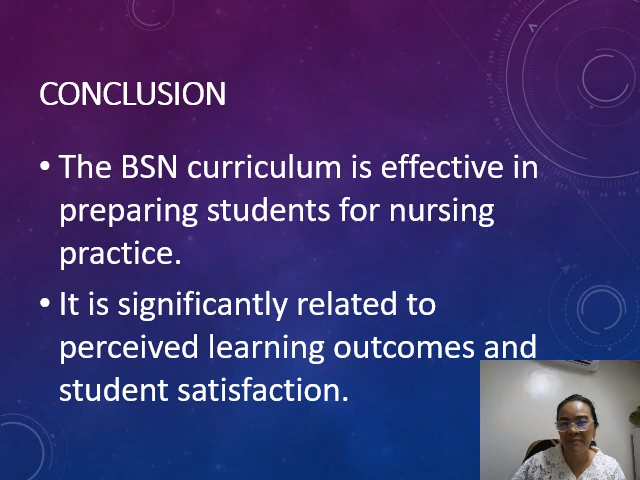 CONCLUSION
• The BSN curriculum is effective in
preparing students for nursing
practice.
• It is significantly related to
perceived learning outcomes and
student satisfaction.